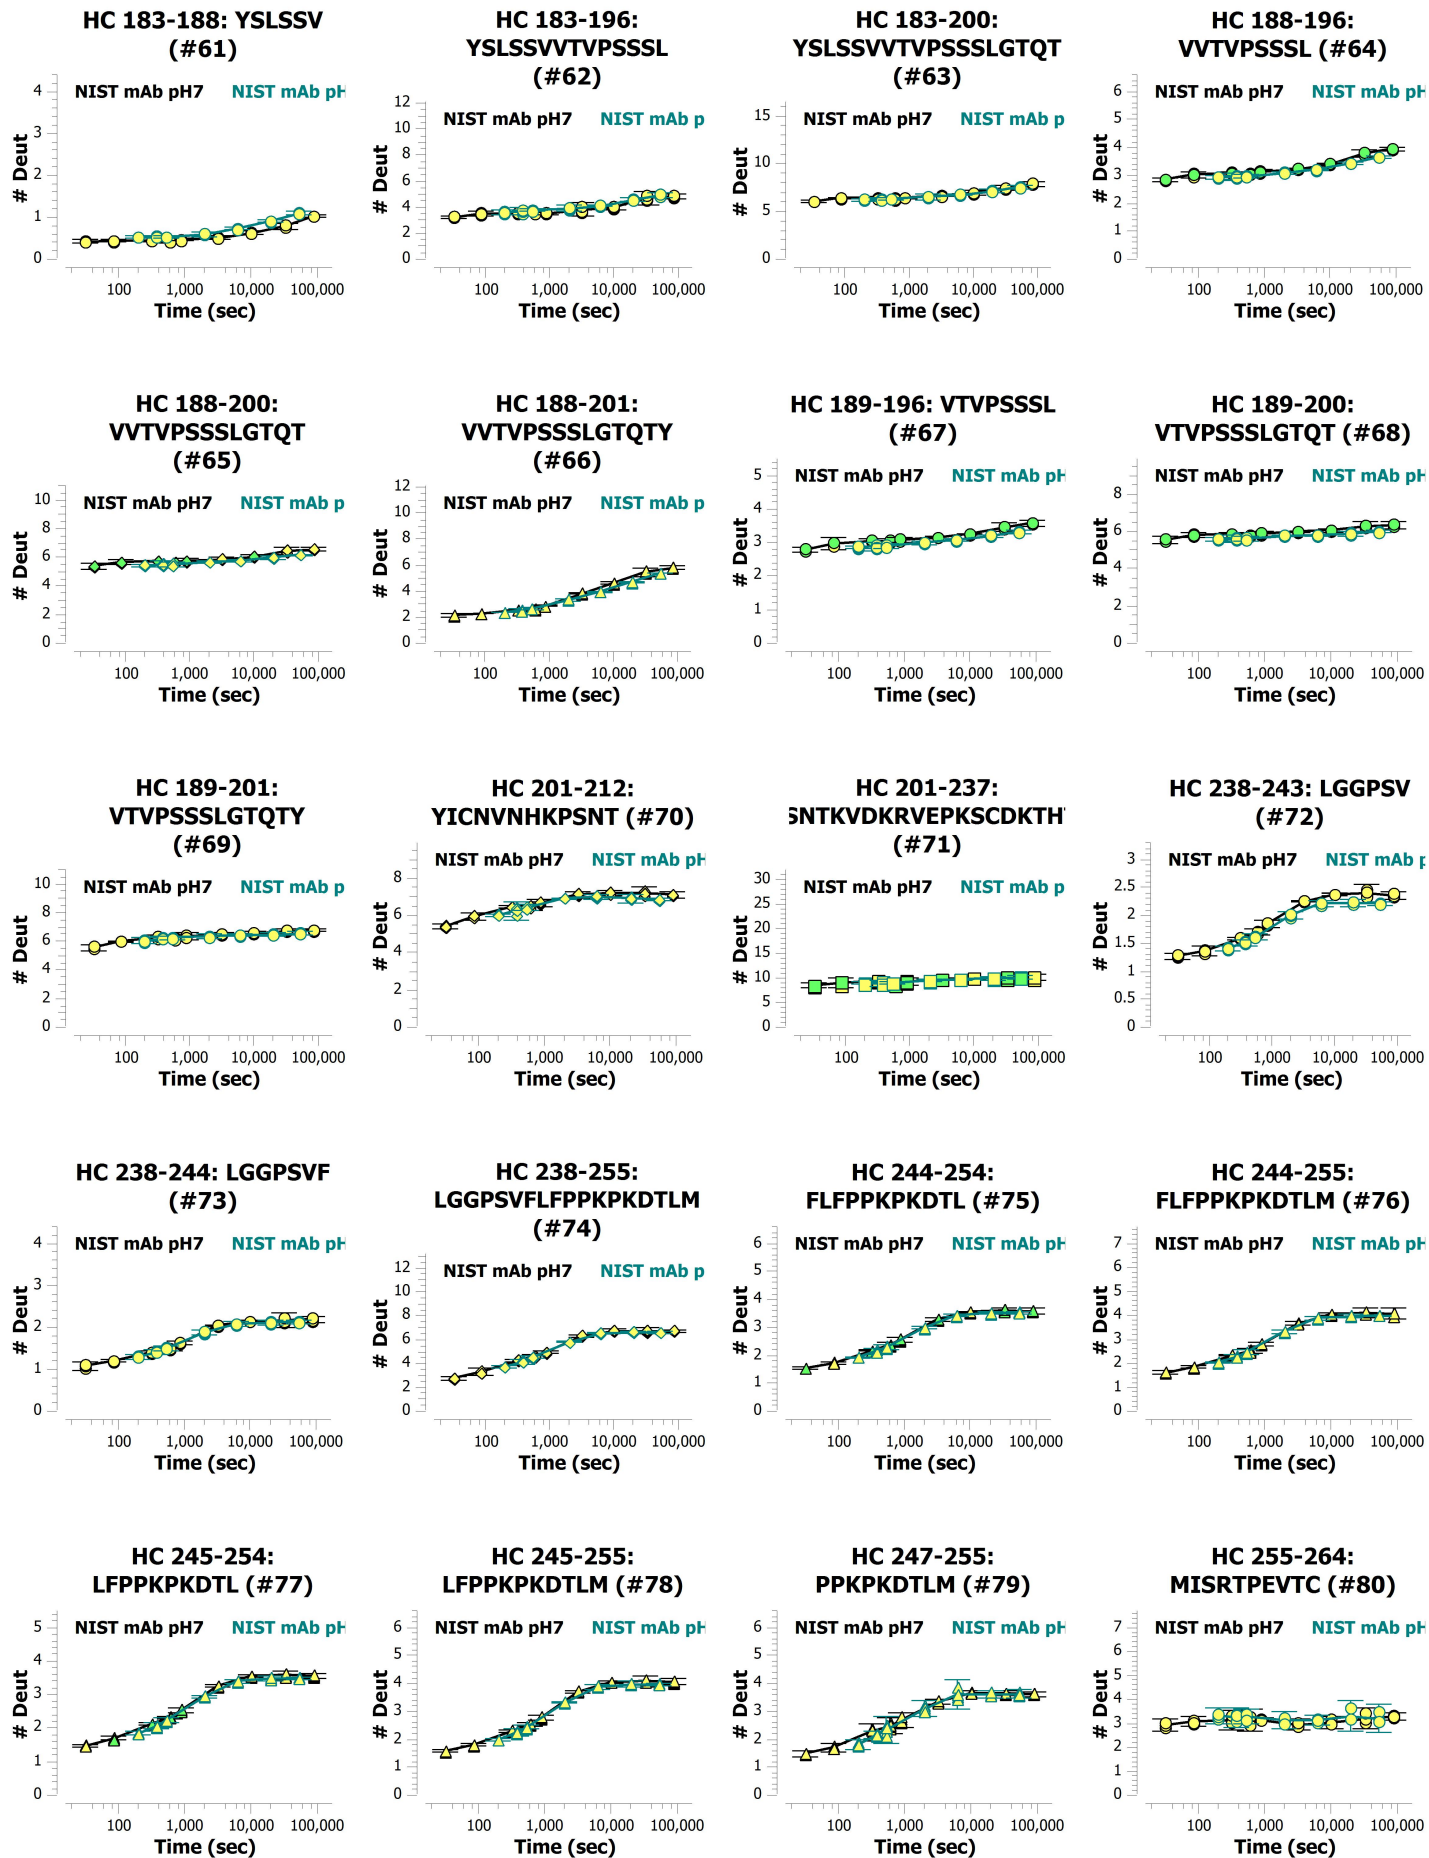 HC 183-188: YSLSSV
(#61)
NIST mAb pH7 NIST mAb pH
# Deut
4
3
2
1
0
100 1,000 10,000 100,000
Time (sec)
HC 183-196:
YSLSSVVTVPSSSL
(#62)
NIST mAb pH7 NIST mAb p
# Deut
12
10
8
6
4
2
0
100 1,000 10,000 100,000
Time (sec)
HC 183-200:
YSLSSVVTVPSSSLGTQT
(#63)
NIST mAb pH7 NIST mAb p
# Deut
15
10
5
0
100 1,000 10,000 100,000
Time (sec)
HC 188-196:
VVTVPSSSL (#64)
NIST mAb pH7 NIST mAb pH
# Deut
6
5
4
3
2
1
0
100 1,000 10,000 100,000
Time (sec)
HC 188-200:
VVTVPSSSLGTQT
(#65)
NIST mAb pH7 NIST mAb p
# Deut
10
8
6
4
2
0
100 1,000 10,000 100,000
Time (sec)
HC 188-201:
VVTVPSSSLGTQTY
(#66)
NIST mAb pH7 NIST mAb p
# Deut
12
10
8
6
4
2
0
100 1,000 10,000 100,000
Time (sec)
HC 189-196: VTVPSSSL
(#67)
NIST mAb pH7 NIST mAb pH
# Deut
5
4
3
2
1
0
100 1,000 10,000 100,000
Time (sec)
HC 189-200:
VTVPSSSLGTQT (#68)
NIST mAb pH7 NIST mAb pH
# Deut
8
6
4
2
0
100 1,000 10,000 100,000
Time (sec)
HC 189-201:
VTVPSSSLGTQTY
(#69)
NIST mAb pH7 NIST mAb p
# Deut
10
8
6
4
2
0
100 1,000 10,000 100,000
Time (sec)
HC 201-212:
YICNVNHKPSNT (#70)
NIST mAb pH7 NIST mAb pH
# Deut
8
6
4
2
0
100 1,000 10,000 100,000
Time (sec)
HC 201-237:
SNTKVDKRVEPKSCDKTH
(#71)
NIST mAb pH7 NIST mAb p
# Deut
30
25
20
15
10
5
0
100 1,000 10,000 100,000
Time (sec)
HC 238-243: LGGPSV
(#72)
NIST mAb pH7 NIST mAb p
# Deut
3
2.5
2
1.5
1
0.5
0
100 1,000 10,000 100,000
Time (sec)
HC 238-244: LGGPSVF
(#73)
NIST mAb pH7 NIST mAb pH
# Deut
4
3
2
1
0
100 1,000 10,000 100,000
Time (sec)
HC 238-255:
LGGPSVFLFPPKPKDTLM
(#74)
NIST mAb pH7 NIST mAb p
# Deut
12
10
8
6
4
2
0
100 1,000 10,000 100,000
Time (sec)
HC 244-254:
FLFPPKPKDTL (#75)
NIST mAb pH7 NIST mAb pH
# Deut
6
5
4
3
2
1
0
100 1,000 10,000 100,000
Time (sec)
HC 244-255:
FLFPPKPKDTLM (#76)
NIST mAb pH7 NIST mAb pH
# Deut
7
6
5
4
3
2
1
0
100 1,000 10,000 100,000
Time (sec)
HC 245-254:
LFPPKPKDTL (#77)
NIST mAb pH7 NIST mAb pH
# Deut
5
4
3
2
1
0
100 1,000 10,000 100,000
Time (sec)
HC 245-255:
LFPPKPKDTLM (#78)
NIST mAb pH7 NIST mAb pH
# Deut
6
5
4
3
2
1
0
100 1,000 10,000 100,000
Time (sec)
HC 247-255:
PPKPKDTLM (#79)
NIST mAb pH7 NIST mAb pH
# Deut
6
5
4
3
2
1
0
100 1,000 10,000 100,000
Time (sec)
HC 255-264:
MISRTPEVTC (#80)
NIST mAb pH7 NIST mAb pH
# Deut
7
6
5
4
3
2
1
0
100 1,000 10,000 100,000
Time (sec)